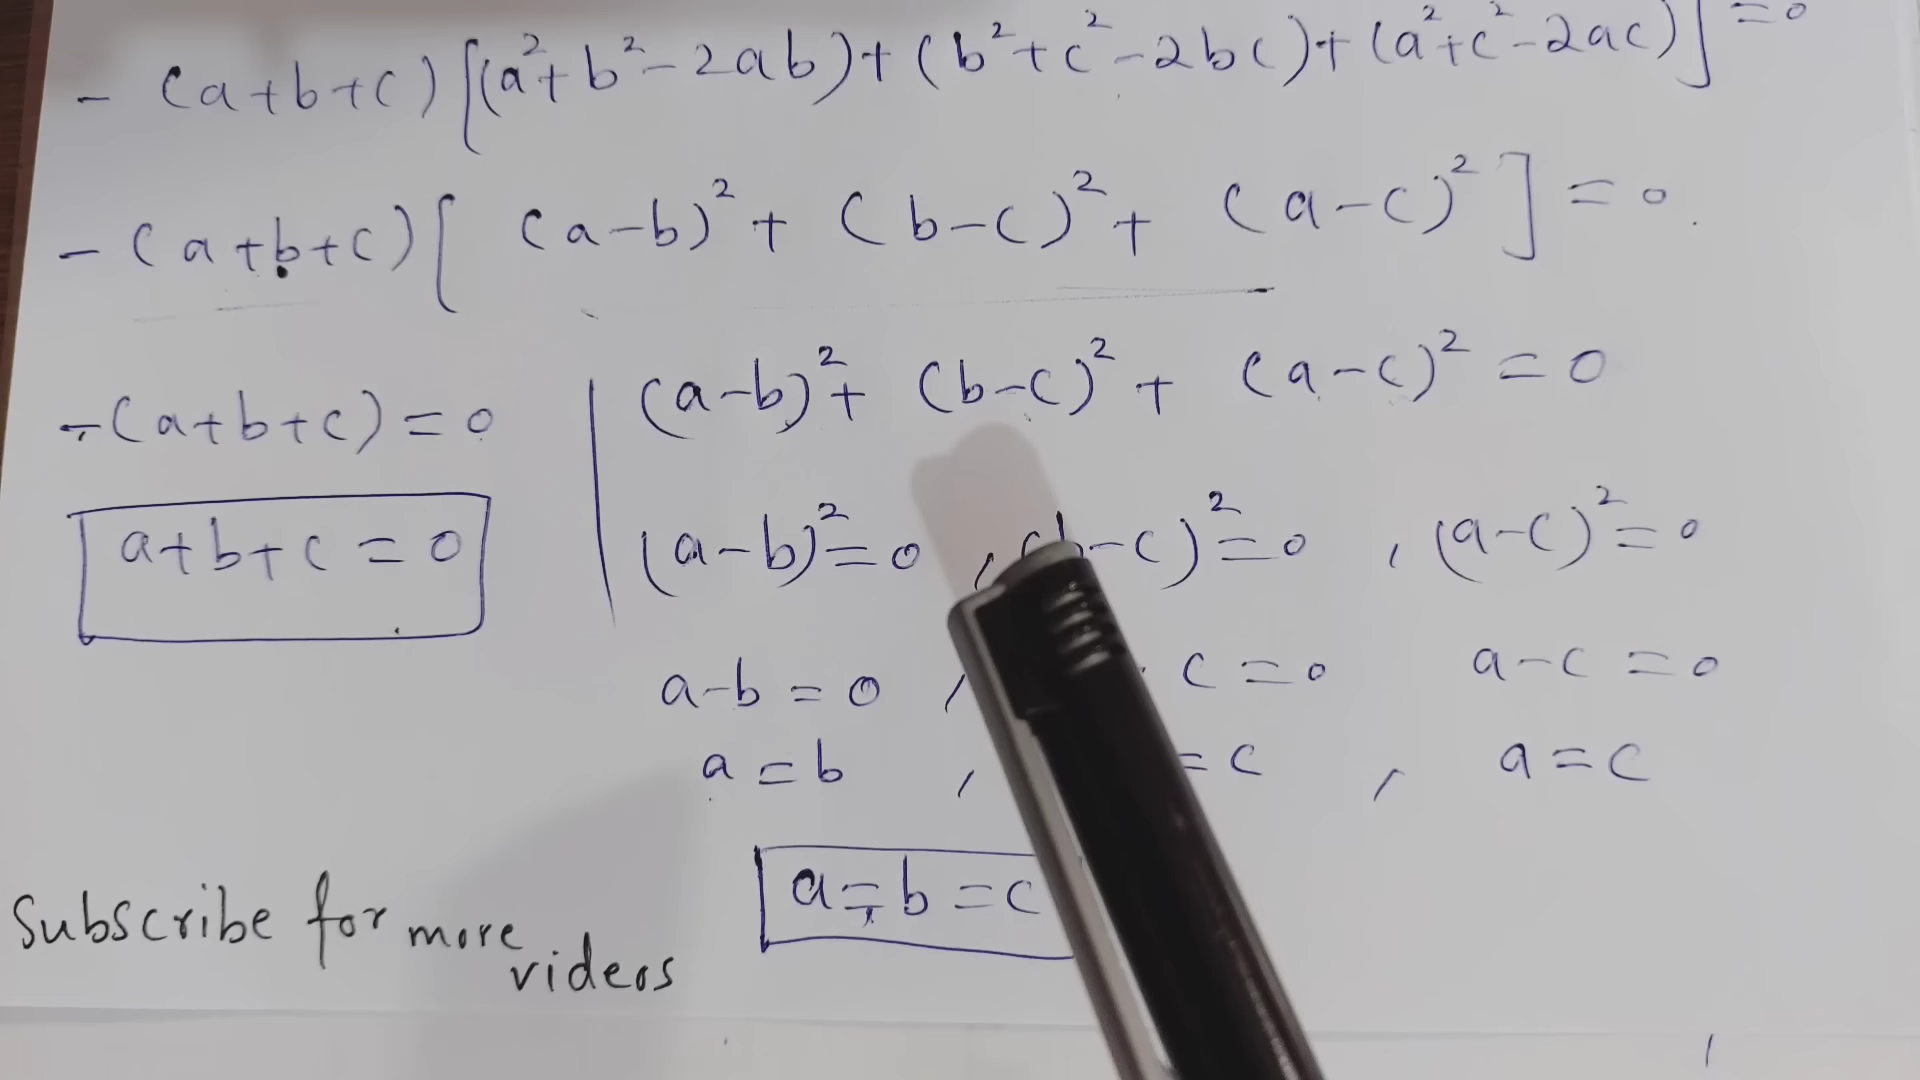 - (a+b+c) [(a²+b²-2ab)+(b²+c²-2bc)+(a²+c²-2ac)] = 0
- (a+b+c) [ (a-b)² + (b-c)² + (a-c)² ] = 0
- (a+b+c) = 0
a+b+c = 0
(a-b)² + (b-c)² + (a-c)² = 0
(a-b)² = 0 , (b-c)² = 0 , (a-c)² = 0
a-b = 0 , c = 0 a-c = 0
a = b , = c , a = c
a = b = c
Subscribe for more
videos